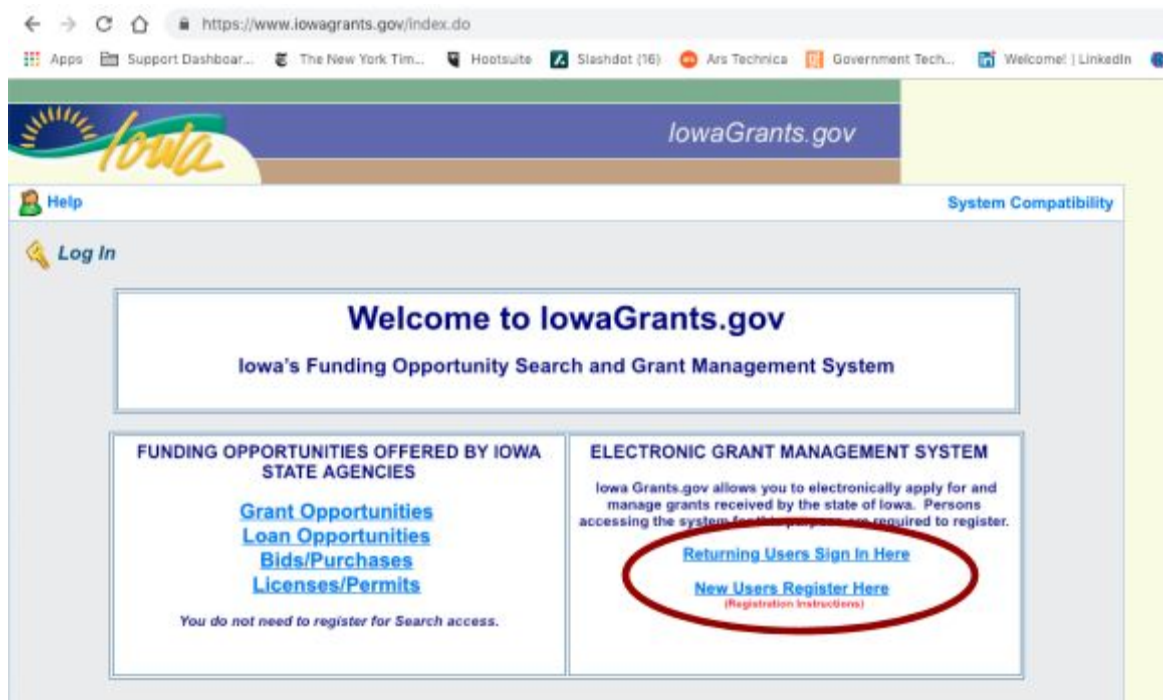 https://www.iowagrants.gov/index.do
Apps Support Dashboar... The New York Tim... Hootsuite Slashdot (16) Ars Technica Government Tech... Welcome! | LinkedIn
Iowa
IowaGrants.gov
Help System Compatibility
Log In
Welcome to IowaGrants.gov
Iowa's Funding Opportunity Search and Grant Management System
FUNDING OPPORTUNITIES OFFERED BY IOWA
STATE AGENCIES
Grant Opportunities
Loan Opportunities
Bids/Purchases
Licenses/Permits
You do not need to register for Search access.
ELECTRONIC GRANT MANAGEMENT SYSTEM
Iowa Grants.gov allows you to electronically apply for and
manage grants received by the state of Iowa. Persons
accessing the system for this purpose are required to register.
Returning Users Sign In Here
New Users Register Here
(Registration Instructions)